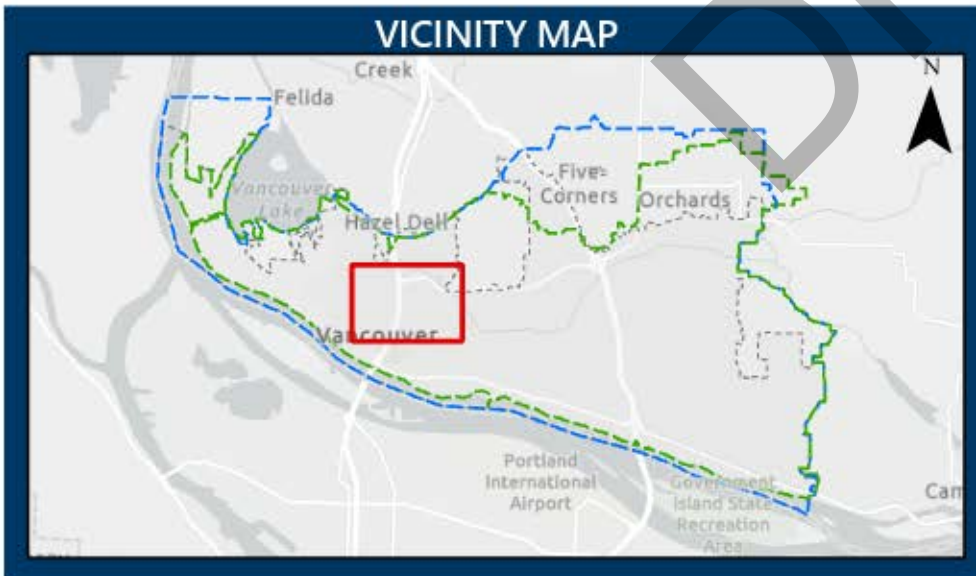 VICINITY MAP
Creek
N
Felida
Vancouver
Lake
Five
Corners
Orchards
Hazel Dell
Vancouver
Portland
International
Airport
Government
Island State
Recreation
Area
Cam